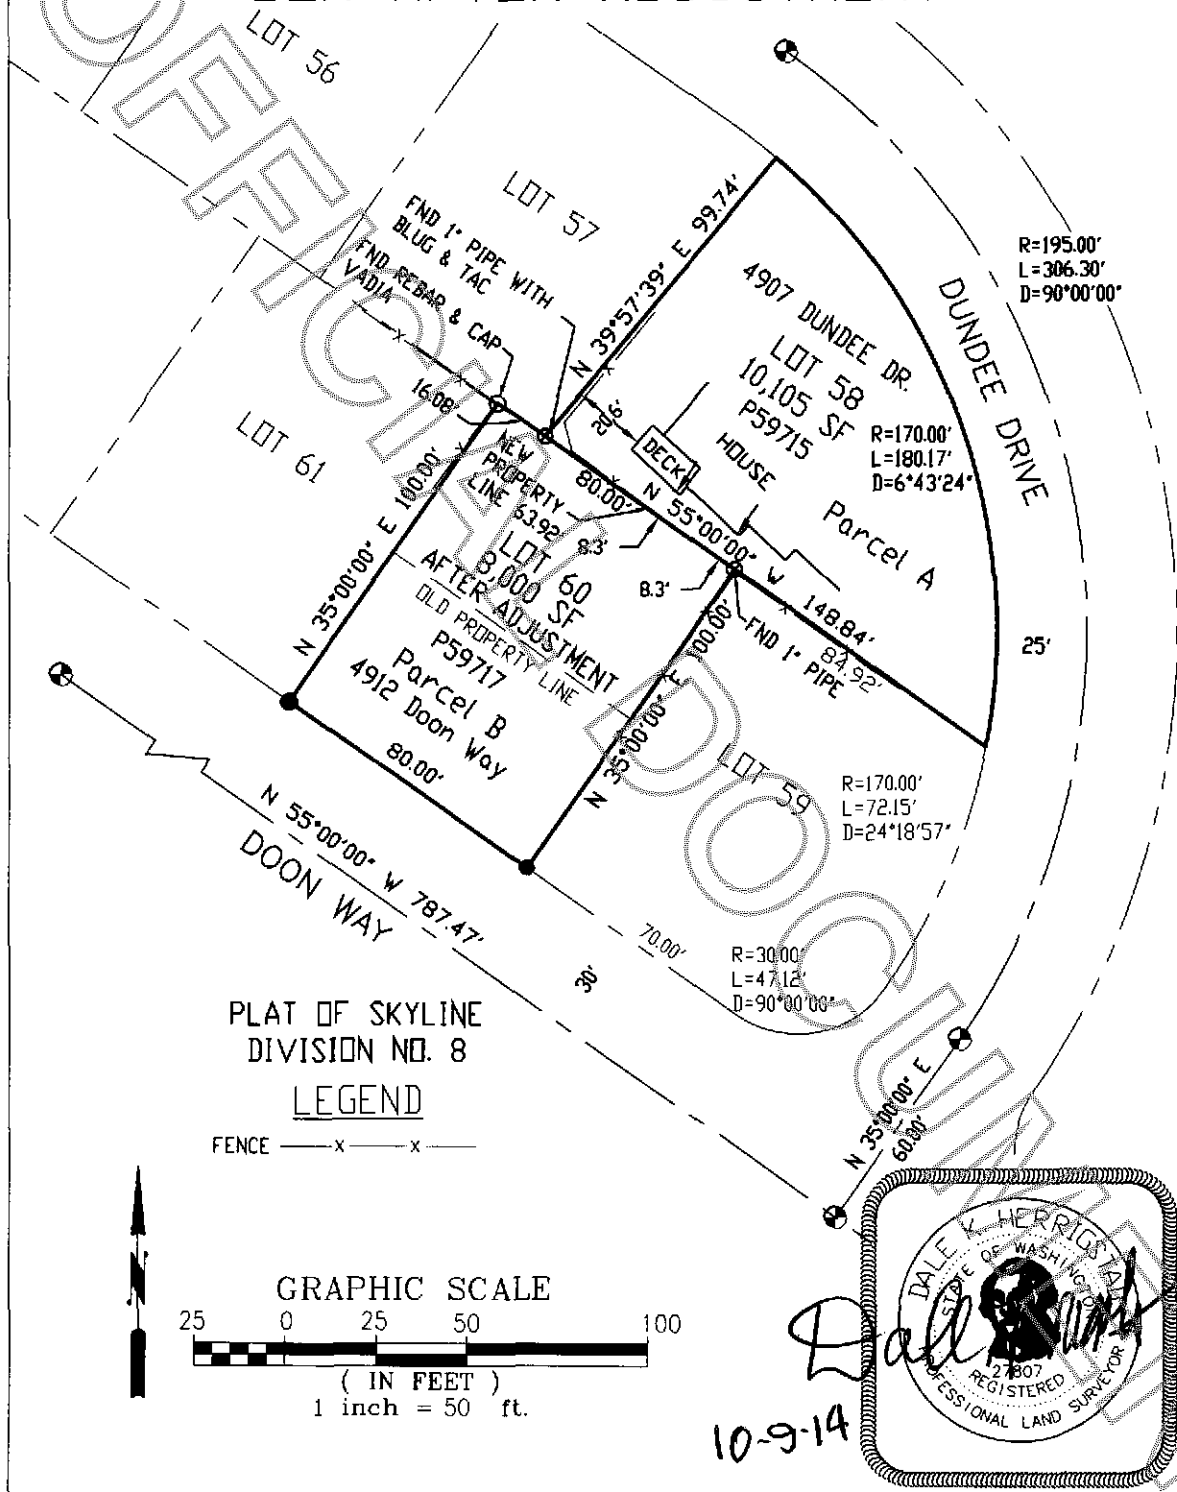 LOT 56
LOT 57
FND 1" PIPE WITH
BLUG & TAC
FND REBAR & CAP
VADIA
N 39°57'39" E 99.74'
4907 DUNDEE DR.
LOT 58
10,105 SF
P59715
HOUSE
Parcel A
DUNDEE DRIVE
R=195.00'
L=306.30'
D=90°00'00"
R=170.00'
L=180.17'
D=6°43'24"
16.08'
20.6'
DECK
LOT 61
NEW
PROPERTY
LINE 63.92'
80.00'
N 55°00'00" W
148.84'
84.92'
8.3'
8.3'
FND 1" PIPE
25'
N 35°00'00" E 100.00'
LOT 60
8,000 SF
AFTER ADJUSTMENT
OLD PROPERTY LINE
P59717
Parcel B
4912 Doon Way
80.00'
N 35°00'00" E 100.00'
LOT 59
R=170.00'
L=72.15'
D=24°18'57"
N 55°00'00" W 787.47'
DOON WAY
70.00'
30'
R=30.00'
L=47.12'
D=90°00'00"
N 35°00'00" E
60.00'
PLAT OF SKYLINE
DIVISION NO. 8
LEGEND
FENCE —x—x—
N
GRAPHIC SCALE
25 0 25 50 100
( IN FEET )
1 inch = 50 ft.
DALE K. HERRIGSTAD
STATE OF WASHINGTON
27807
REGISTERED
PROFESSIONAL LAND SURVEYOR
10-9-14
OFFICIAL DOCUMENT